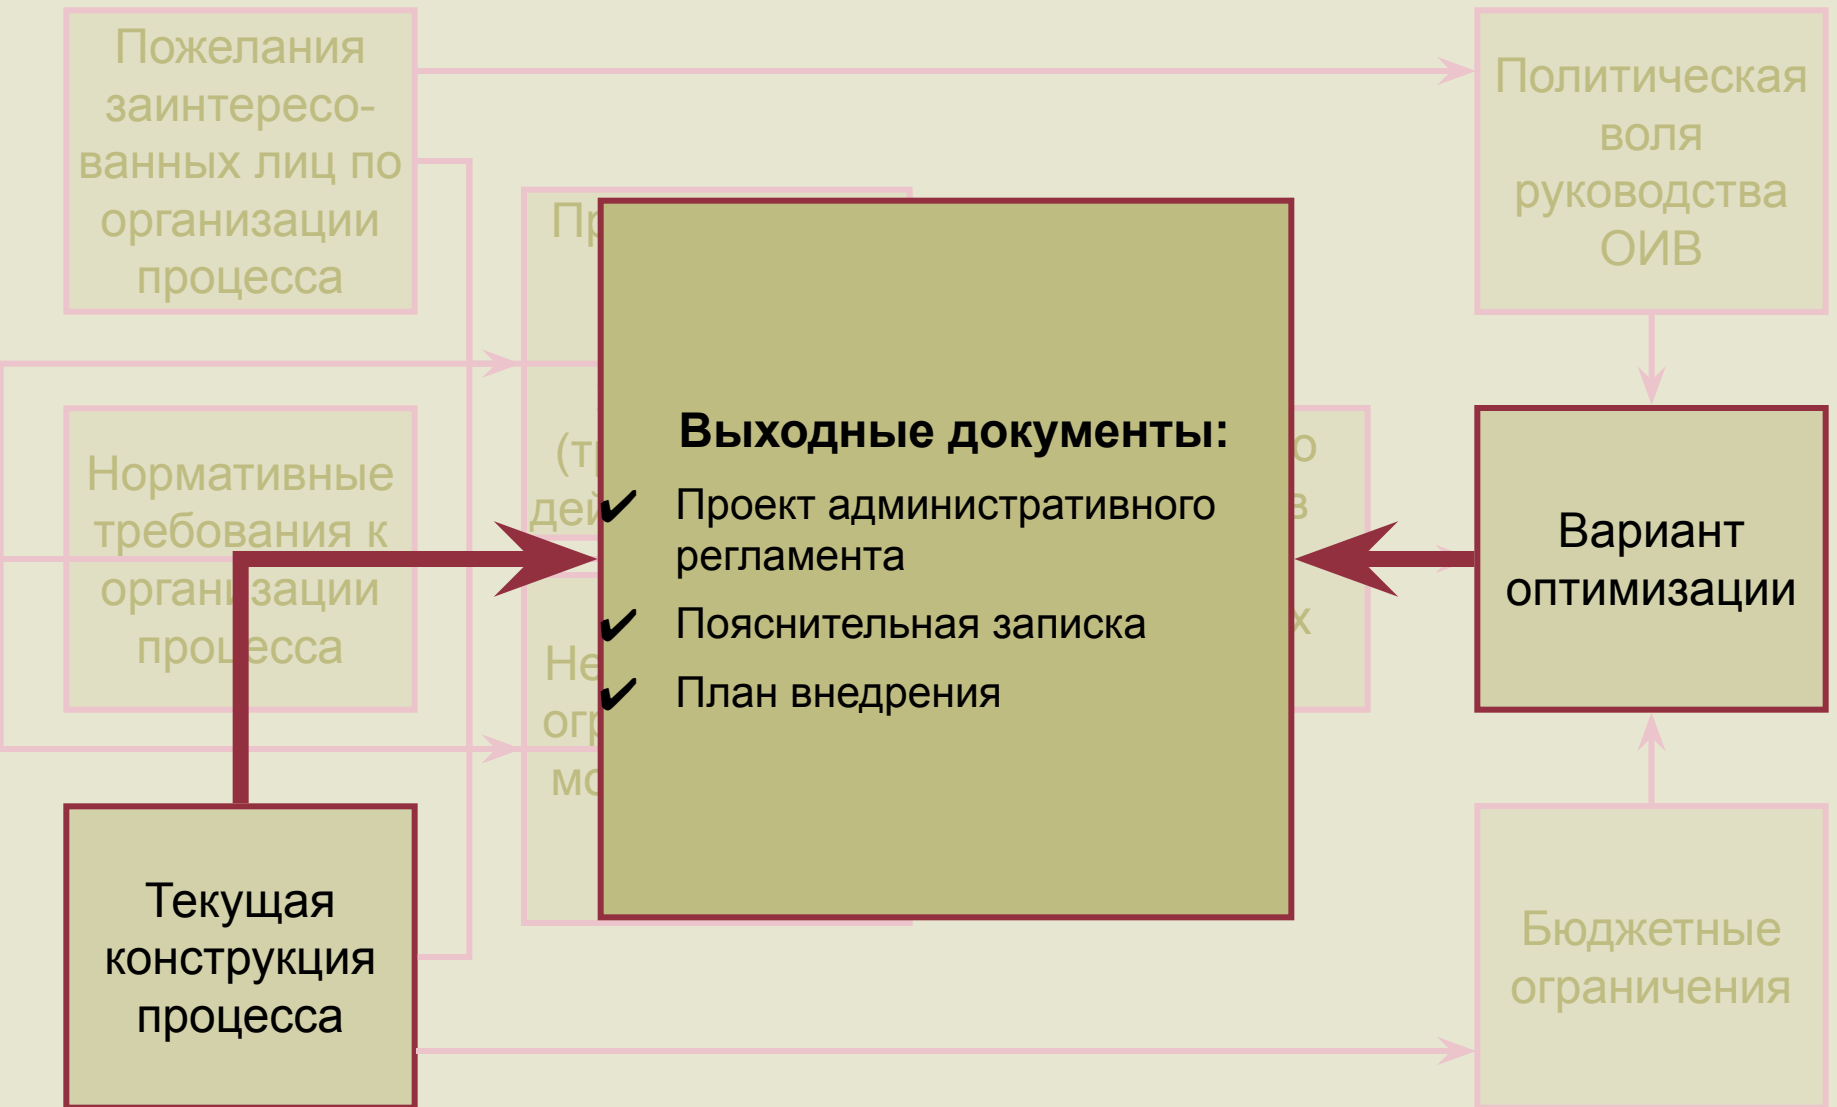 Пожелания
заинтересо-
ванных лиц по
организации
процесса
Политическая
воля
руководства
ОИВ
Нормативные
требования к
организации
процесса
Выходные документы:
✔ Проект административного
регламента
✔ Пояснительная записка
✔ План внедрения
Вариант
оптимизации
Текущая
конструкция
процесса
Бюджетные
ограничения